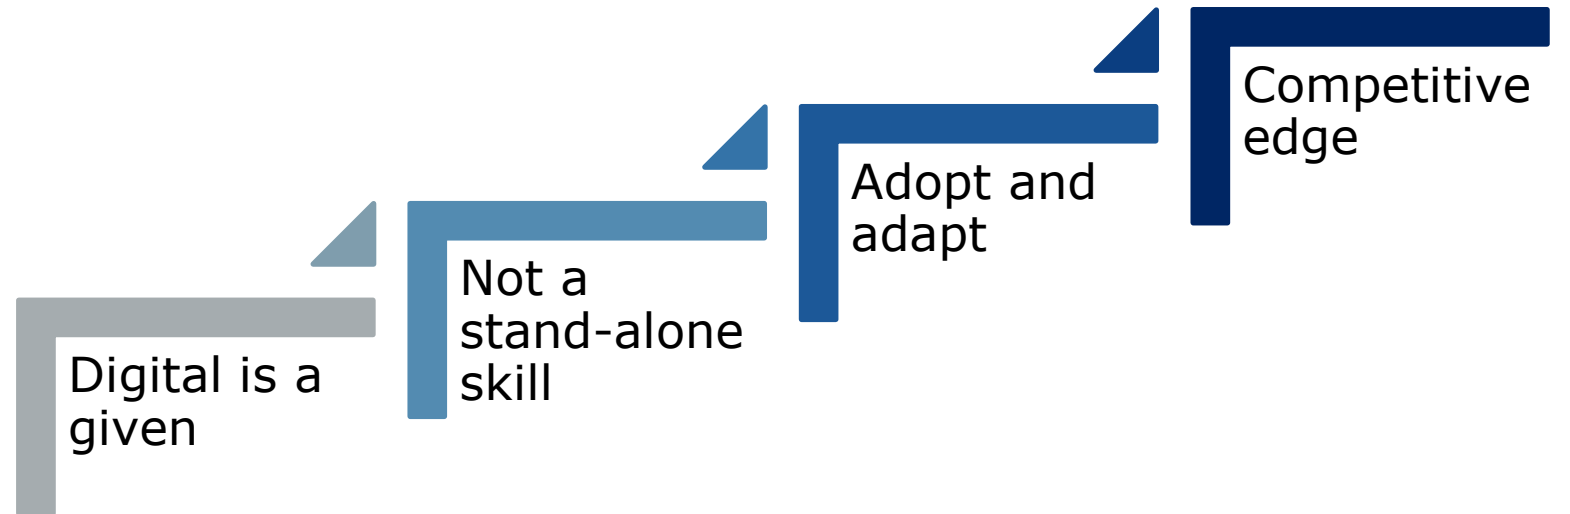 Digital is a
given
Not a
stand-alone
skill
Adopt and
adapt
Competitive
edge